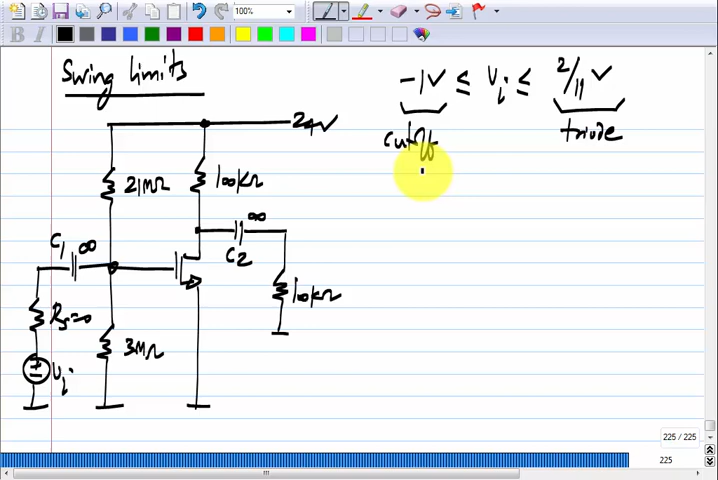 100%
B I
Swing limits
-1V ≤ Vi ≤ 2/11 V
cutoff triode
24V
21MΩ 100kΩ
C1 ∞ ∞
C2
Rs=0 100kΩ
3MΩ
Vi
225 / 225
225